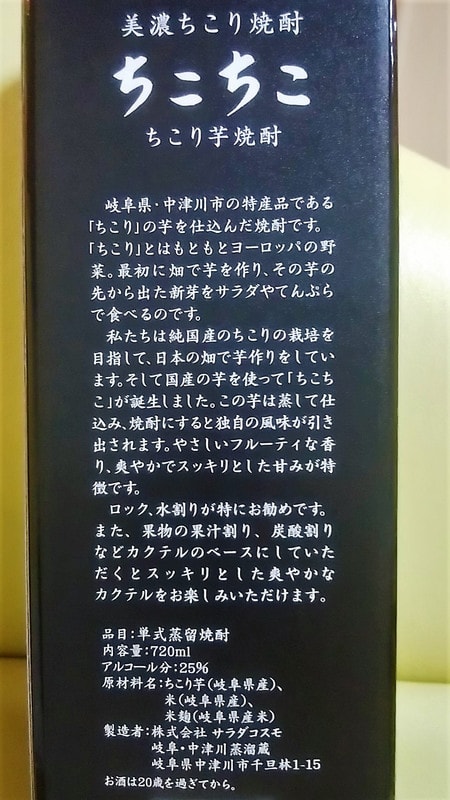 美濃ちこり焼酎
ちこちこ
ちこり芋焼酎
岐阜県・中津川市の特産品である
「ちこり」の芋を仕込んだ焼酎です。
「ちこり」とはもともとヨーロッパの野
菜。最初に畑で芋を作り、その芋の
先から出た新芽をサラダやてんぷら
で食べるのです。
私たちは純国産のちこりの栽培を
目指して、日本の畑で芋作りをしてい
ます。そして国産の芋を使って「ちこち
こ」が誕生しました。この芋は蒸して仕
込み、焼酎にすると独自の風味が引き
出されます。やさしいフルーティな香
り、爽やかでスッキリとした甘みが特
徴です。
ロック、水割りが特にお勧めです。
また、果物の果汁割り、炭酸割り
などカクテルのベースにしていた
だくとスッキリとした爽やかな
カクテルをお楽しみいただけます。
品目:単式蒸留焼酎
内容量:720ml
アルコール分:25%
原材料名:ちこり芋(岐阜県産)、
米(岐阜県産)、
米麹(岐阜県産米)
製造者:株式会社 サラダコスモ
岐阜・中津川蒸溜蔵
岐阜県中津川市千旦林1-15
お酒は20歳を過ぎてから。